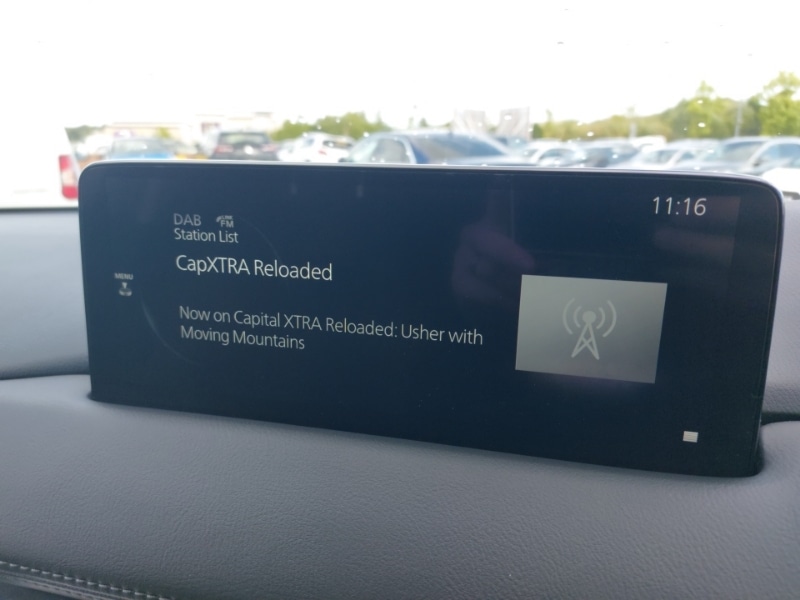 11:16
DAB FM
Station List
CapXTRA Reloaded
MENU
Now on Capital XTRA Reloaded: Usher with
Moving Mountains